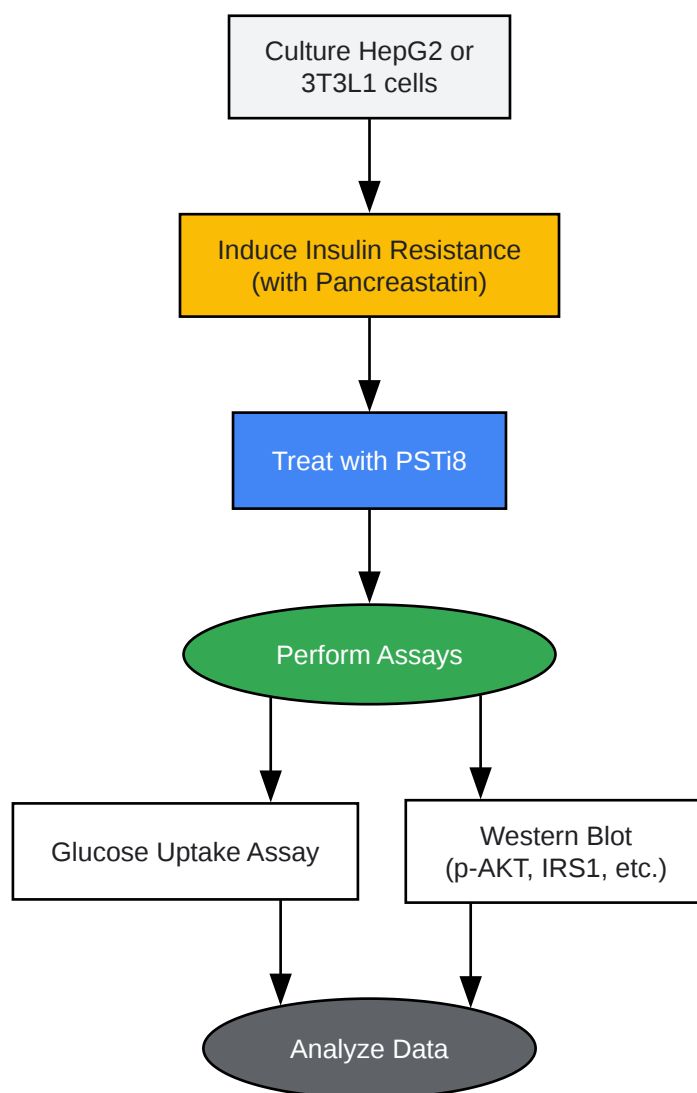 Culture HepG2 or
3T3L1 cells
Induce Insulin Resistance
(with Pancreastatin)
Treat with PSTi8
Perform Assays
Glucose Uptake Assay
Western Blot
(p-AKT, IRS1, etc.)
Analyze Data